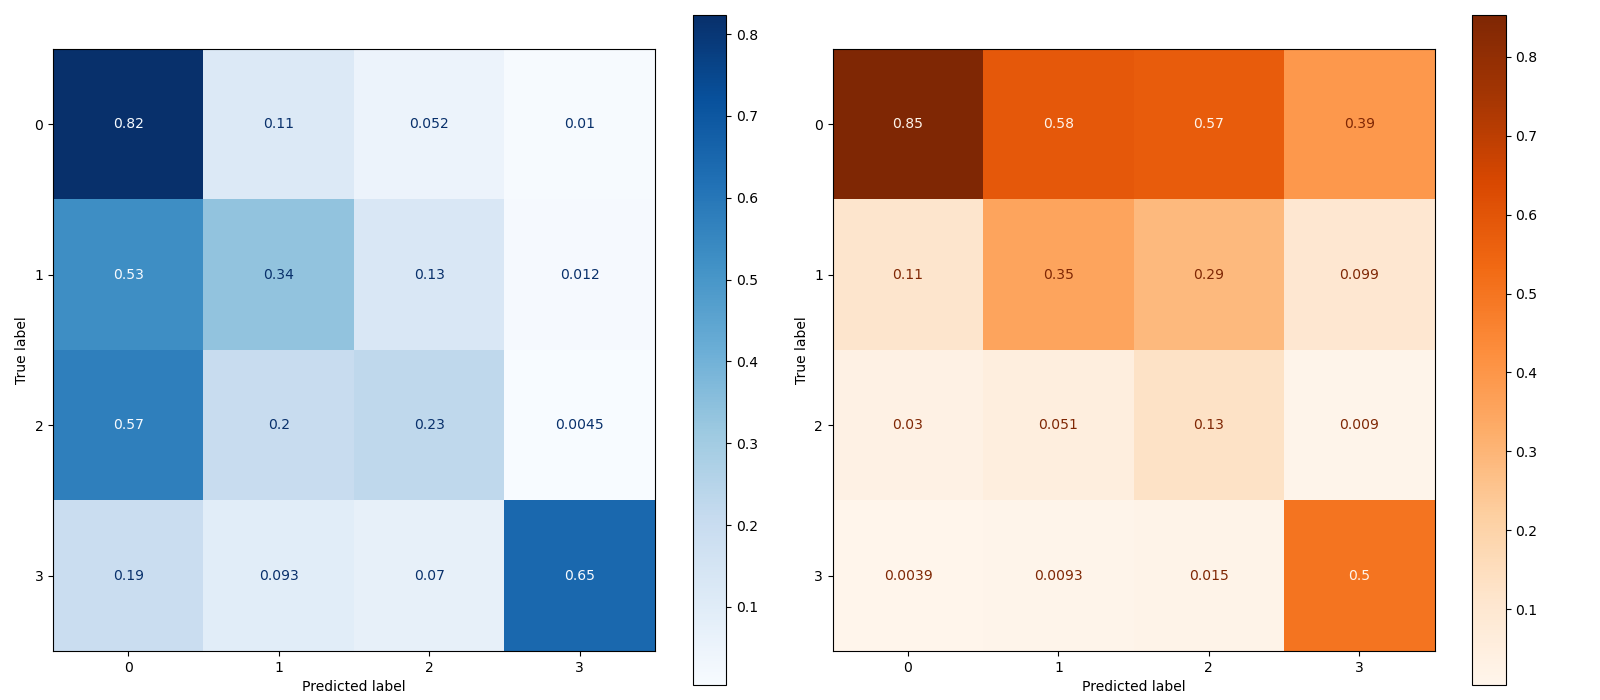 0.82 0.11 0.052 0.01
0.53 0.34 0.13 0.012
0.57 0.2 0.23 0.0045
0.19 0.093 0.07 0.65
0
1
2
3
True label
0 1 2 3
Predicted label
0.8
0.7
0.6
0.5
0.4
0.3
0.2
0.1
0.85 0.58 0.57 0.39
0.11 0.35 0.29 0.099
0.03 0.051 0.13 0.009
0.0039 0.0093 0.015 0.5
0
1
2
3
True label
0 1 2 3
Predicted label
0.8
0.7
0.6
0.5
0.4
0.3
0.2
0.1